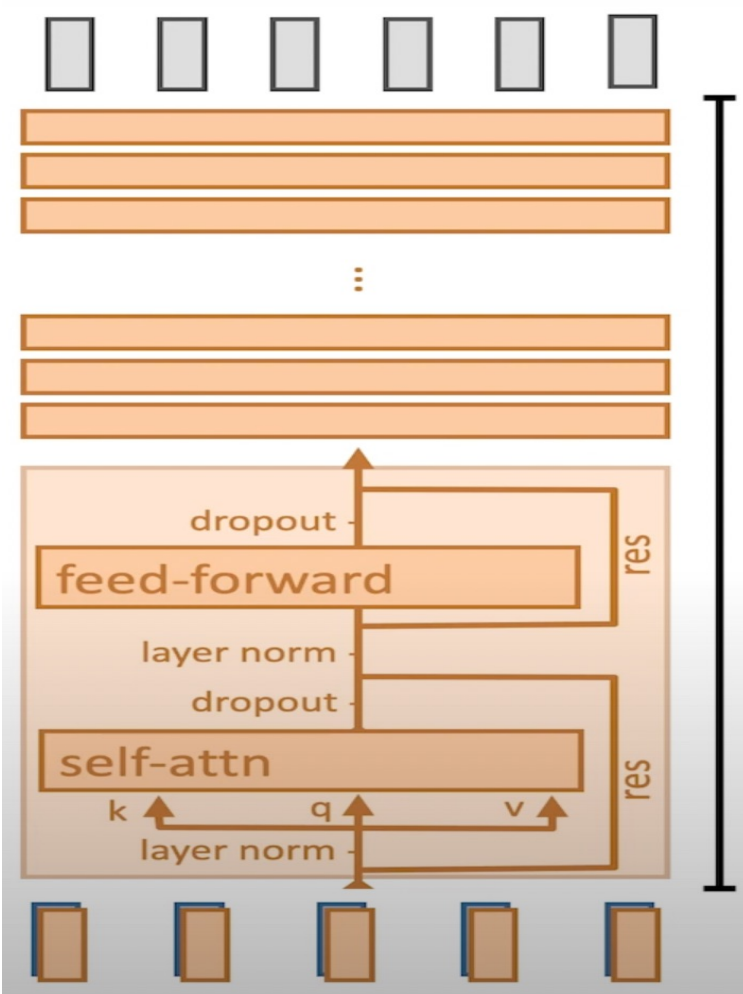 dropout
feed-forward
res
layer norm
dropout
self-attn
res
k q v
layer norm